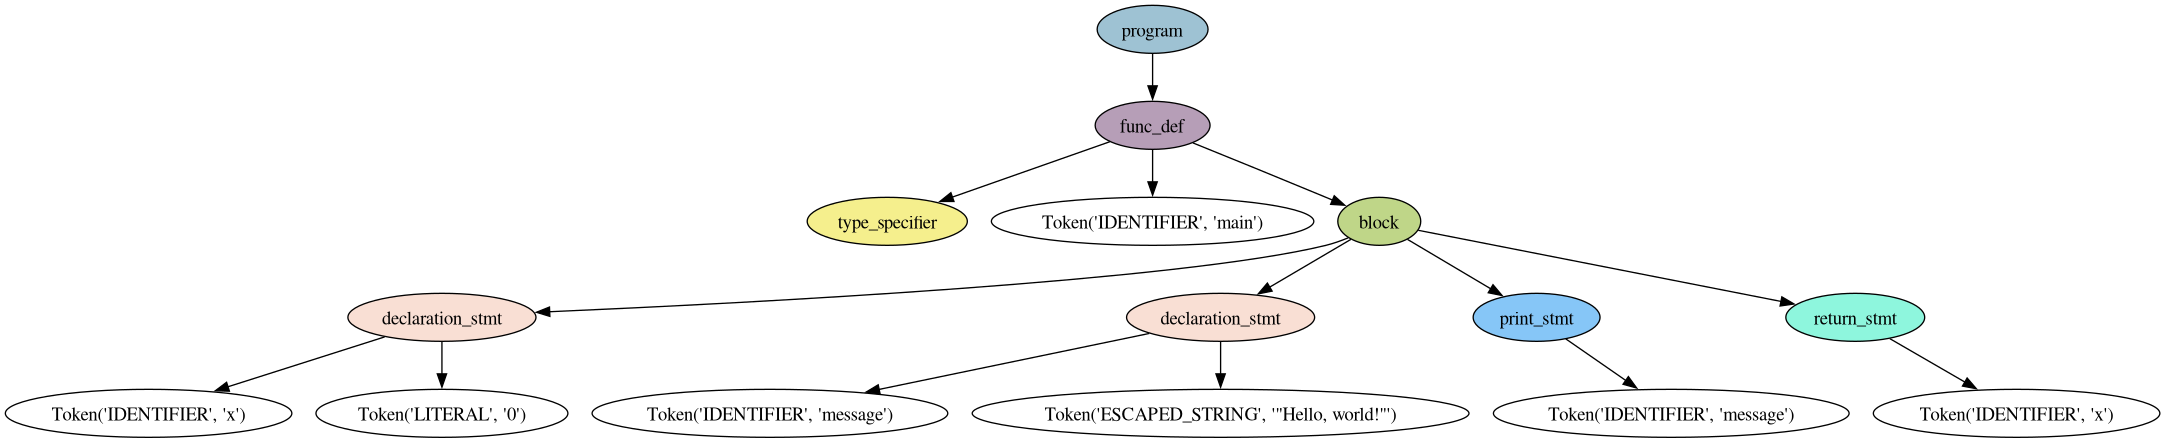 program
func_def
type_specifier
Token('IDENTIFIER', 'main')
block
declaration_stmt
declaration_stmt
print_stmt
return_stmt
Token('IDENTIFIER', 'x')
Token('LITERAL', '0')
Token('IDENTIFIER', 'message')
Token('ESCAPED_STRING', '"Hello, world!"')
Token('IDENTIFIER', 'message')
Token('IDENTIFIER', 'x')